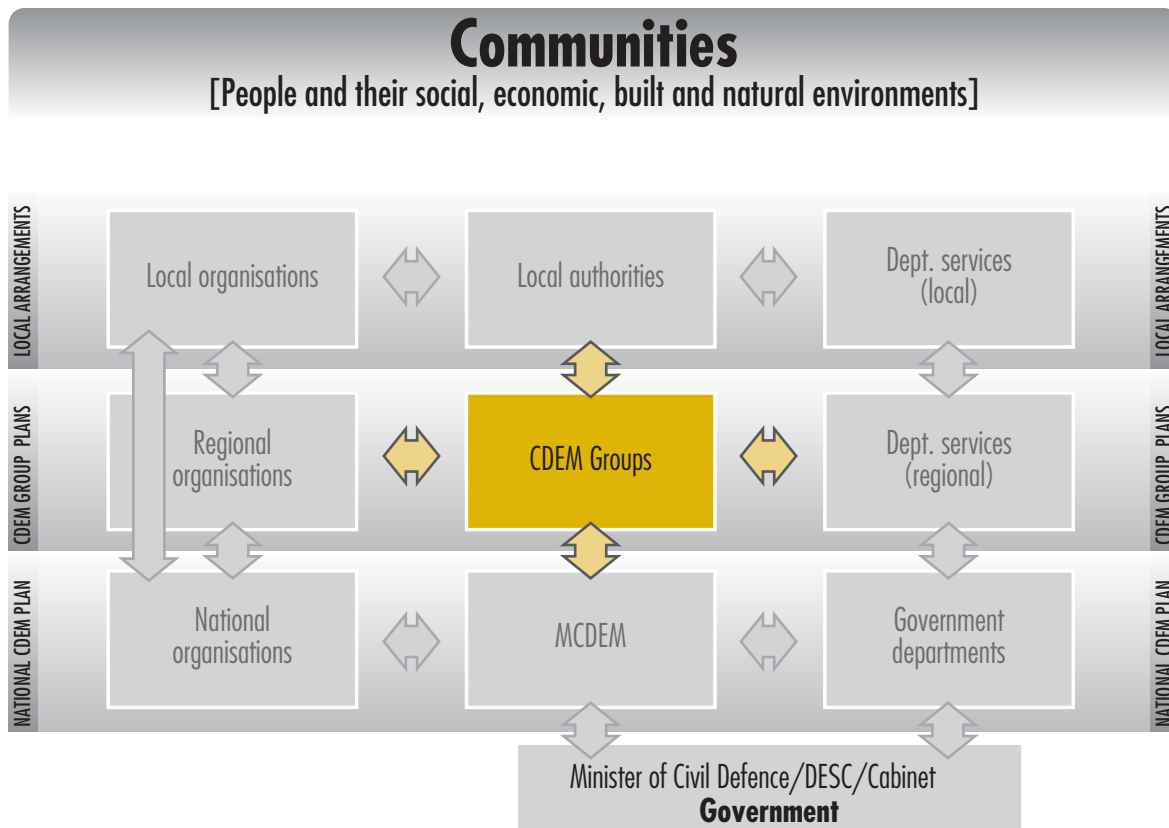 Communities
[People and their social, economic, built and natural environments]
LOCAL ARRANGEMENTS
Local organisations
Local authorities
Dept. services
(local)
LOCAL ARRANGEMENTS
CDEM GROUP PLANS
Regional
organisations
CDEM Groups
Dept. services
(regional)
CDEM GROUP PLANS
NATIONAL CDEM PLAN
National
organisations
MCDEM
Government
departments
NATIONAL CDEM PLAN
Minister of Civil Defence/DESC/Cabinet
Government